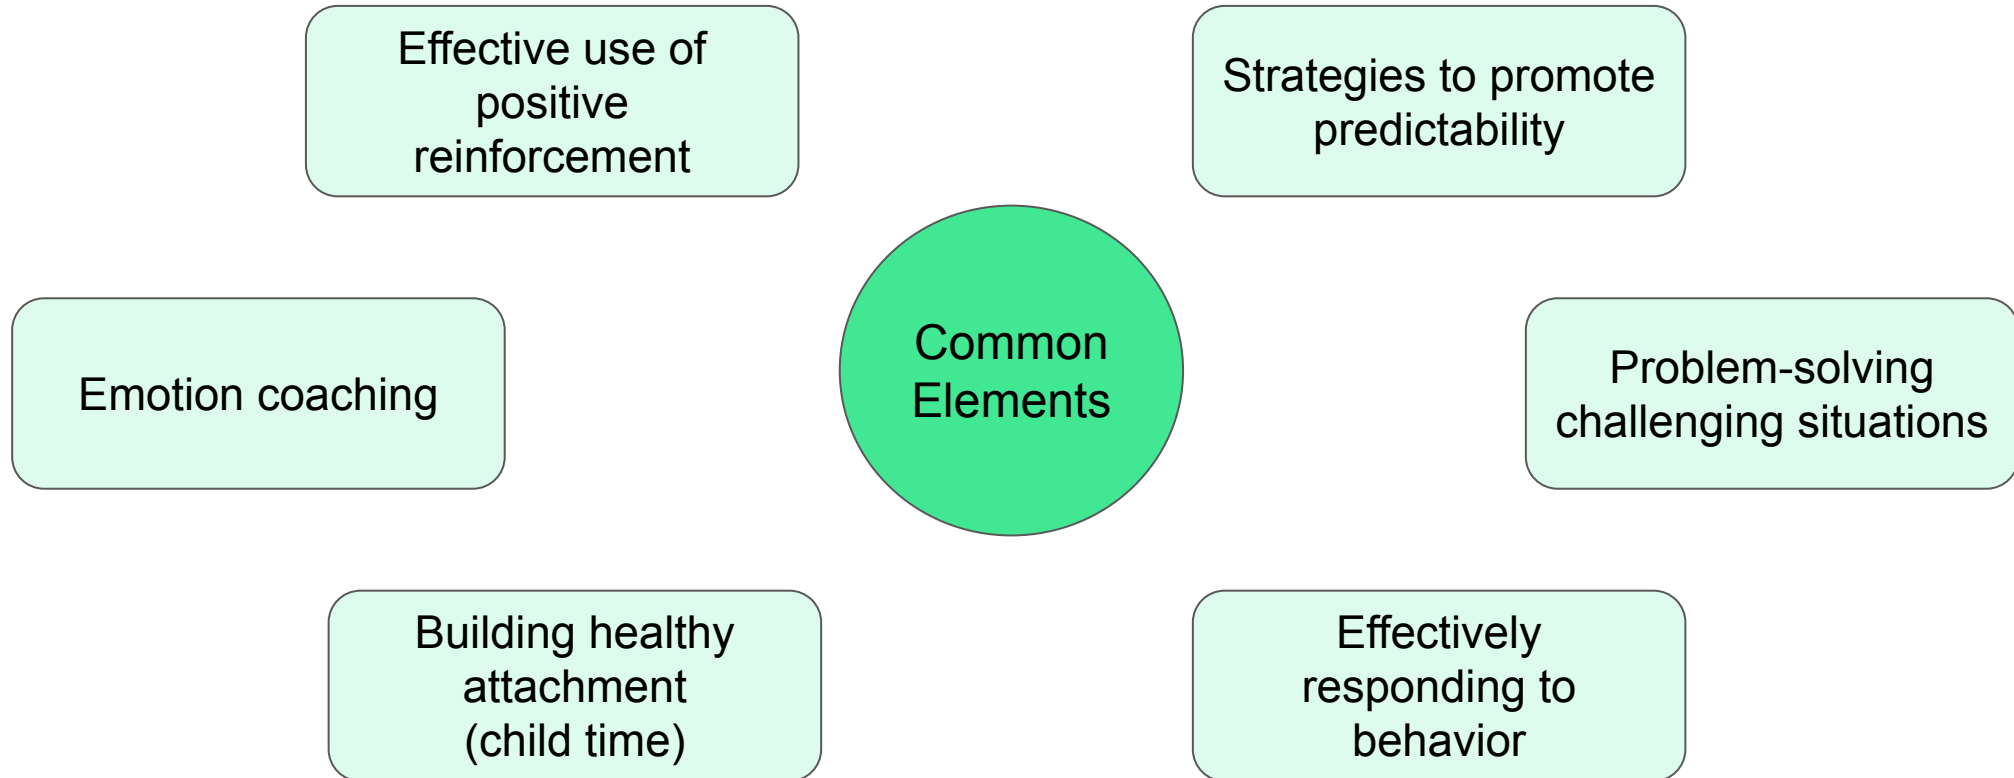 Effective use of
positive
reinforcement
Strategies to promote
predictability
Emotion coaching
Common
Elements
Problem-solving
challenging situations
Building healthy
attachment
(child time)
Effectively
responding to
behavior